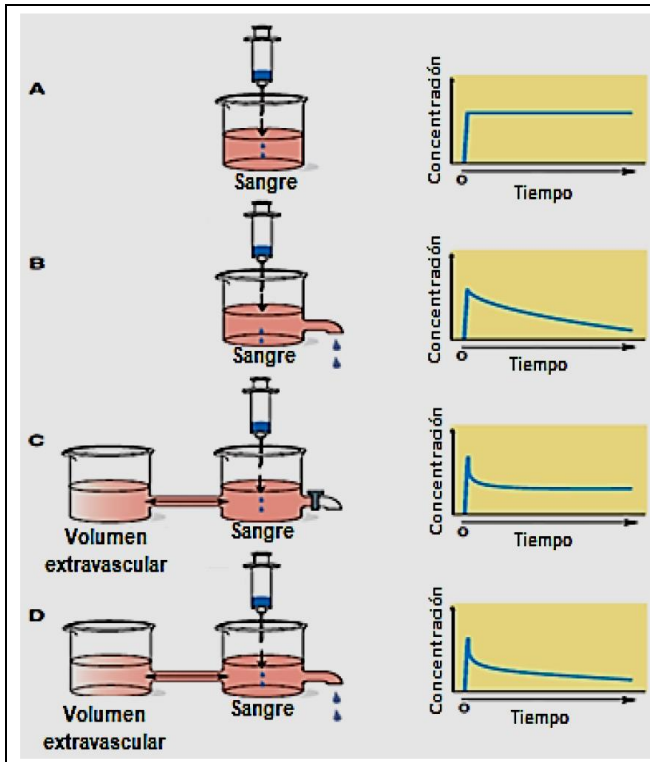 A
Sangre
Concentración
O
Tiempo
B
Sangre
Concentración
O
Tiempo
C
Volumen
extravascular
Sangre
Concentración
O
Tiempo
D
Volumen
extravascular
Sangre
Concentración
O
Tiempo